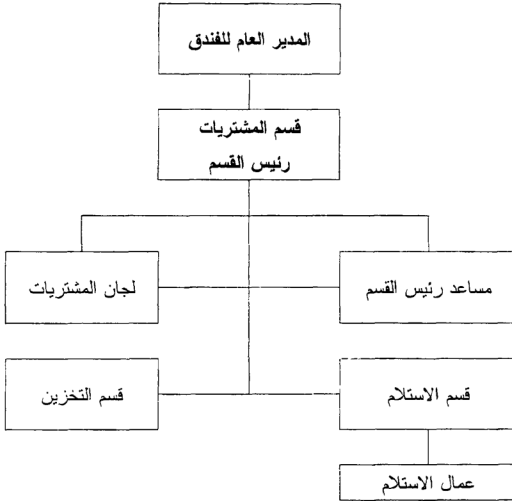 المدير العام للفندق
قسم المشتريات
رئيس القسم
مساعد رئيس القسم
لجان المشتريات
قسم الاستلام
قسم التخزين
عمال الاستلام